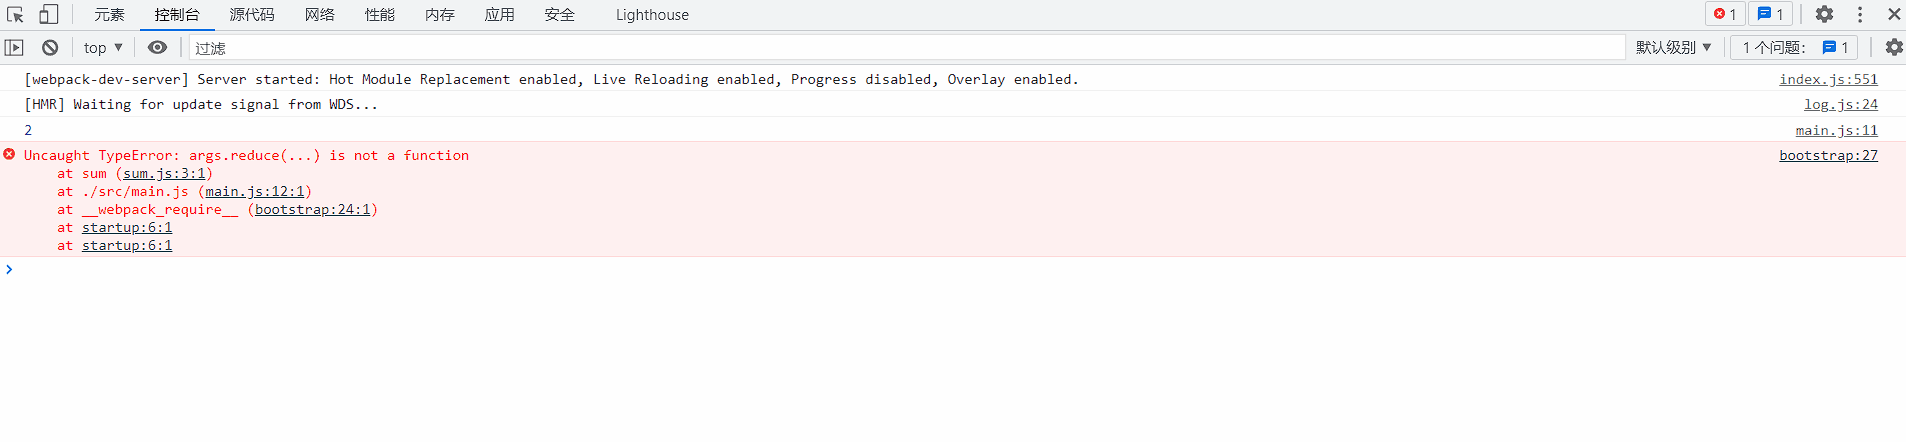 元素 控制台 源代码 网络 性能 内存 应用 安全 Lighthouse 1 1
top 过滤 默认级别 1 个问题： 1
[webpack-dev-server] Server started: Hot Module Replacement enabled, Live Reloading enabled, Progress disabled, Overlay enabled. index.js:551
[HMR] Waiting for update signal from WDS... log.js:24
2 main.js:11
Uncaught TypeError: args.reduce(...) is not a function bootstrap:27
at sum (sum.js:3:1)
at ./src/main.js (main.js:12:1)
at __webpack_require__ (bootstrap:24:1)
at startup:6:1
at startup:6:1